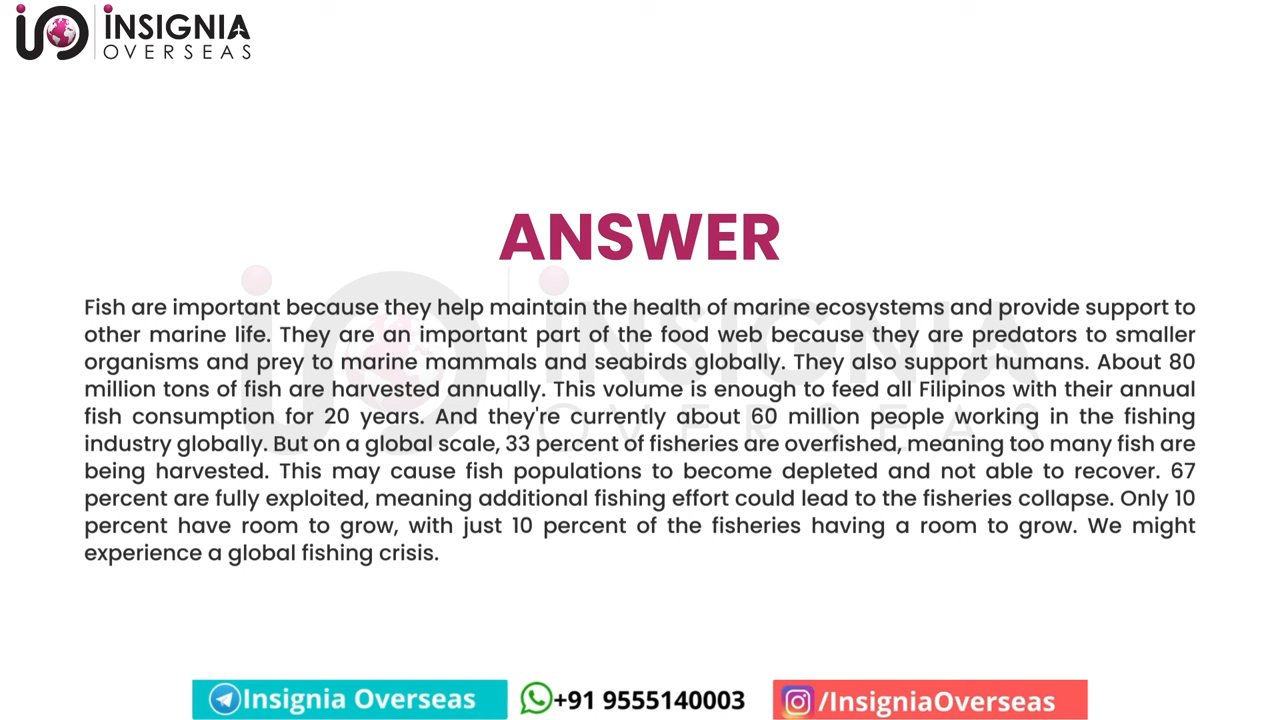 INSIGNIA
OVERSEAS
ANSWER
Fish are important because they help maintain the health of marine ecosystems and provide support to
other marine life. They are an important part of the food web because they are predators to smaller
organisms and prey to marine mammals and seabirds globally. They also support humans. About 80
million tons of fish are harvested annually. This volume is enough to feed all Filipinos with their annual
fish consumption for 20 years. And they're currently about 60 million people working in the fishing
industry globally. But on a global scale, 33 percent of fisheries are overfished, meaning too many fish are
being harvested. This may cause fish populations to become depleted and not able to recover. 67
percent are fully exploited, meaning additional fishing effort could lead to the fisheries collapse. Only 10
percent have room to grow, with just 10 percent of the fisheries having a room to grow. We might
experience a global fishing crisis.
INSIGNIA
OVERSEAS
Insignia Overseas
+91 9555140003
/InsigniaOverseas